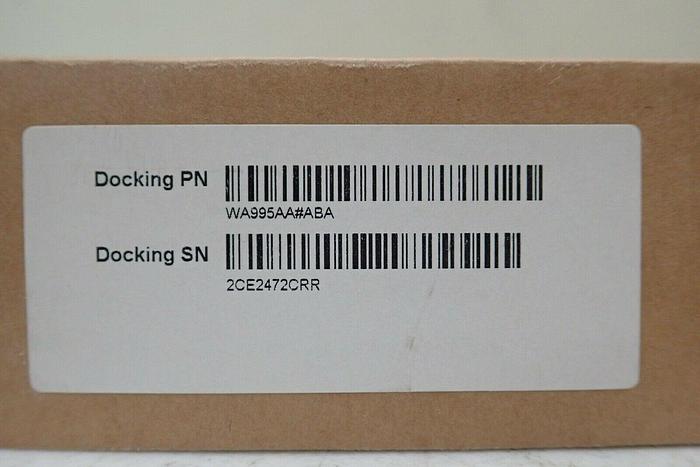 Docking PN
WA995AA#ABA
Docking SN
2CE2472CRR